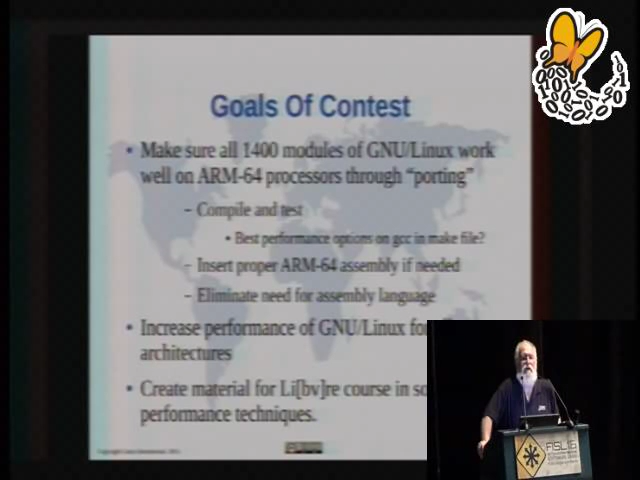 Goals Of Contest
• Make sure all 1400 modules of GNU/Linux work
well on ARM-64 processors through “porting”
– Compile and test
• Best performance options on gcc in make file?
– Insert proper ARM-64 assembly if needed
– Eliminate need for assembly language
• Increase performance of GNU/Linux for
architectures
• Create material for Li[bv]re course in so
performance techniques.
FISL16